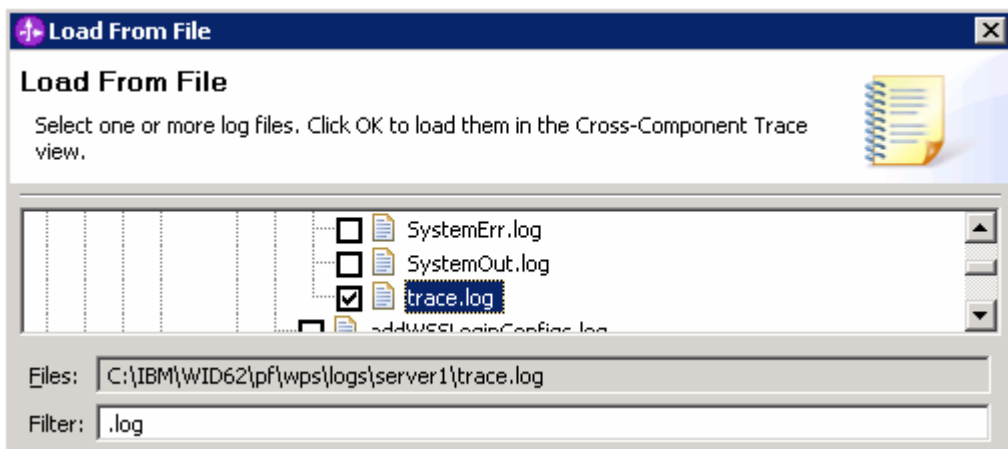 Load From File
Load From File
Select one or more log files. Click OK to load them in the Cross-Component Trace
view.
SystemErr.log
SystemOut.log
trace.log
addWSSLoginConfigs.log
Files: C:\IBM\WID62\pf\wps\logs\server1\trace.log
Filter: .log